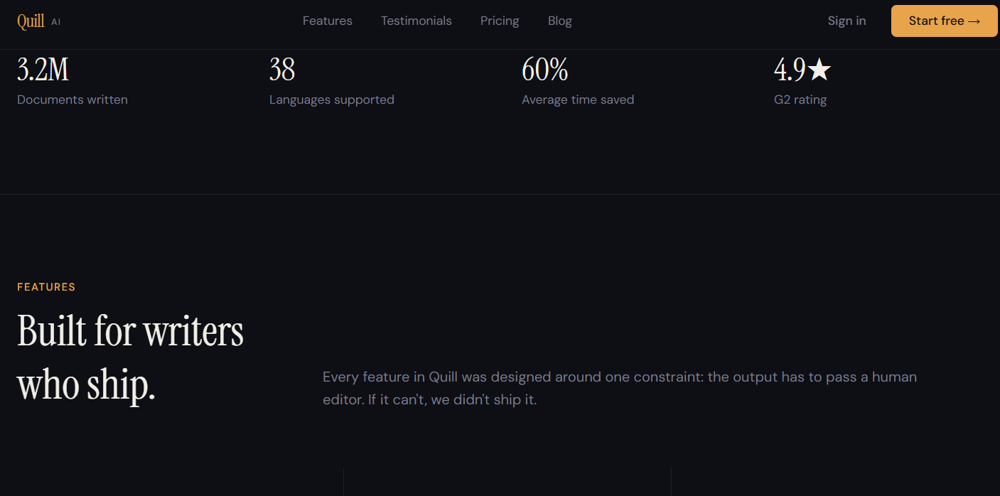 Quill AI
Features Testimonials Pricing Blog
Sign in
Start free →
3.2M
Documents written
38
Languages supported
60%
Average time saved
4.9★
G2 rating
FEATURES
Built for writers
who ship.
Every feature in Quill was designed around one constraint: the output has to pass a human
editor. If it can't, we didn't ship it.